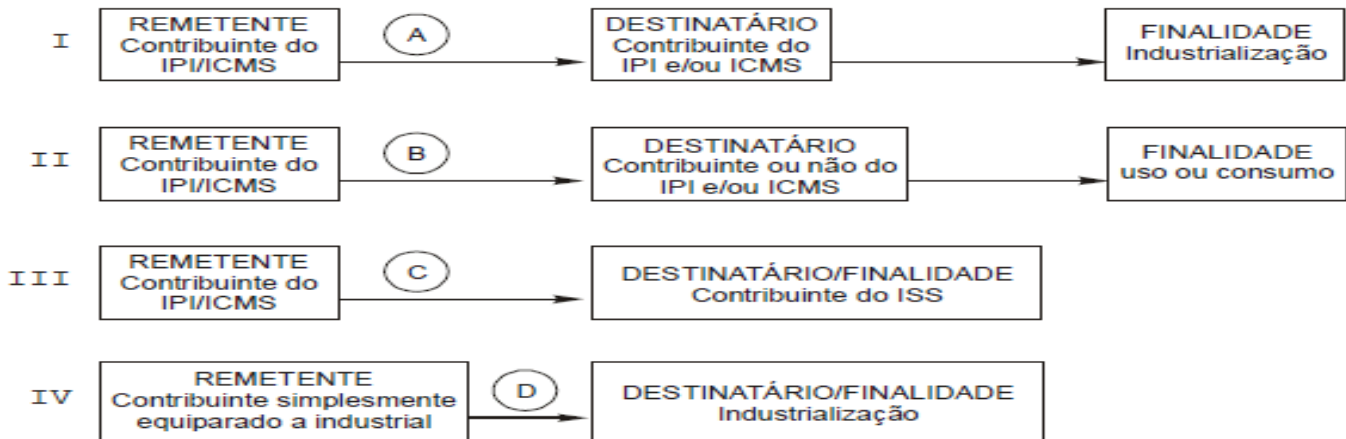 I
REMETENTE
Contribuinte do
IPI/ICMS
A
DESTINATÁRIO
Contribuinte do
IPI e/ou ICMS
FINALIDADE
Industrialização
II
REMETENTE
Contribuinte do
IPI/ICMS
B
DESTINATÁRIO
Contribuinte ou não do
IPI e/ou ICMS
FINALIDADE
uso ou consumo
III
REMETENTE
Contribuinte do
IPI/ICMS
C
DESTINATÁRIO/FINALIDADE
Contribuinte do ISS
IV
REMETENTE
Contribuinte simplesmente
equiparado a industrial
D
DESTINATÁRIO/FINALIDADE
Industrialização